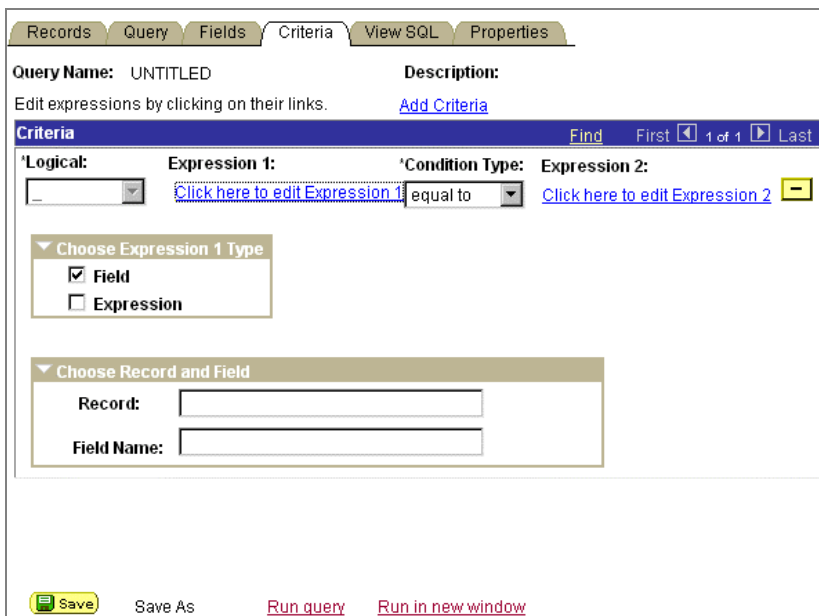 Records Query Fields Criteria View SQL Properties
Query Name: UNTITLED Description:
Edit expressions by clicking on their links. Add Criteria
Criteria Find First 1 of 1 Last
*Logical: Expression 1: *Condition Type: Expression 2:
_ Click here to edit Expression 1 equal to Click here to edit Expression 2
Choose Expression 1 Type
Field
Expression
Choose Record and Field
Record:
Field Name:
Save Save As Run query Run in new window